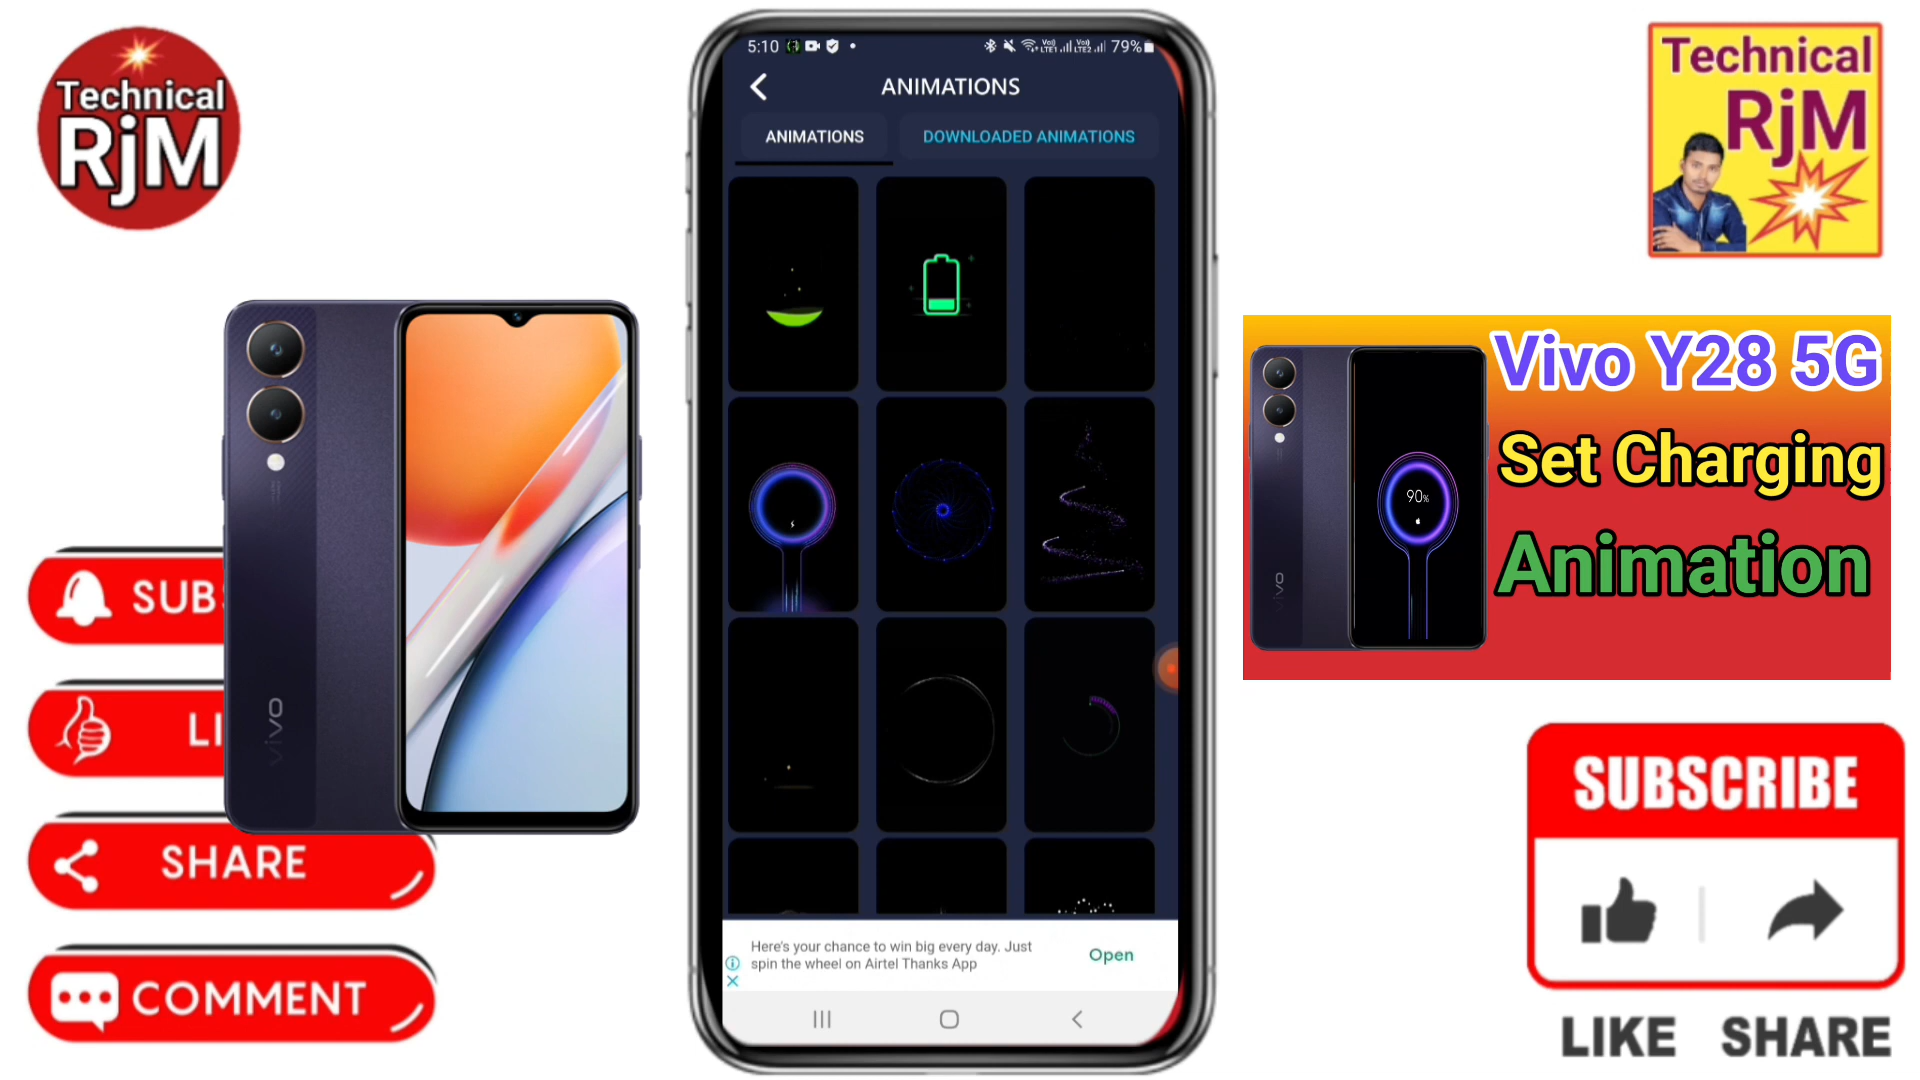 Technical
RjM
SUB
LI
SHARE
COMMENT
vivo
5:10
79%
ANIMATIONS
ANIMATIONS
DOWNLOADED ANIMATIONS
Here's your chance to win big every day. Just
spin the wheel on Airtel Thanks App
Open
Technical
RjM
Vivo Y28 5G
Set Charging
Animation
90%
vivo
SUBSCRIBE
LIKE SHARE